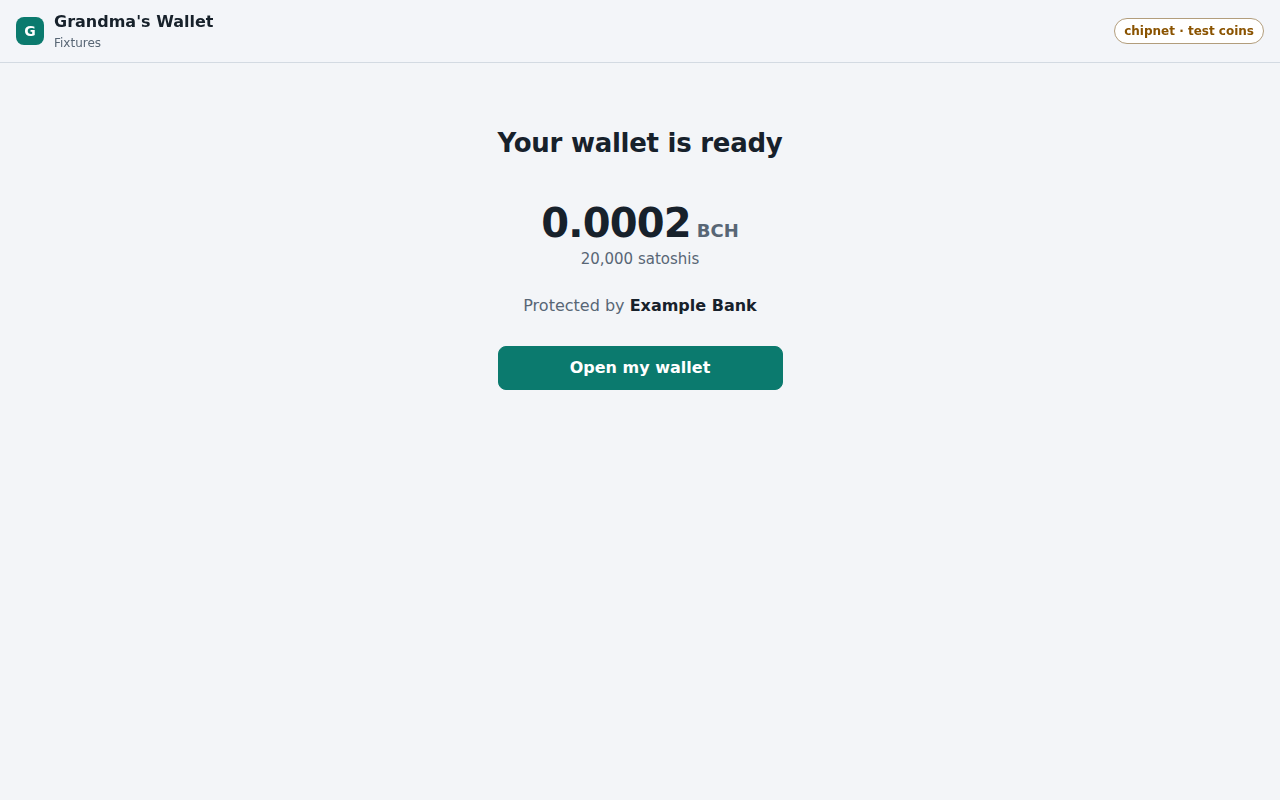 G
Grandma's Wallet
Fixtures
chipnet · test coins
Your wallet is ready
0.0002 BCH
20,000 satoshis
Protected by Example Bank
Open my wallet